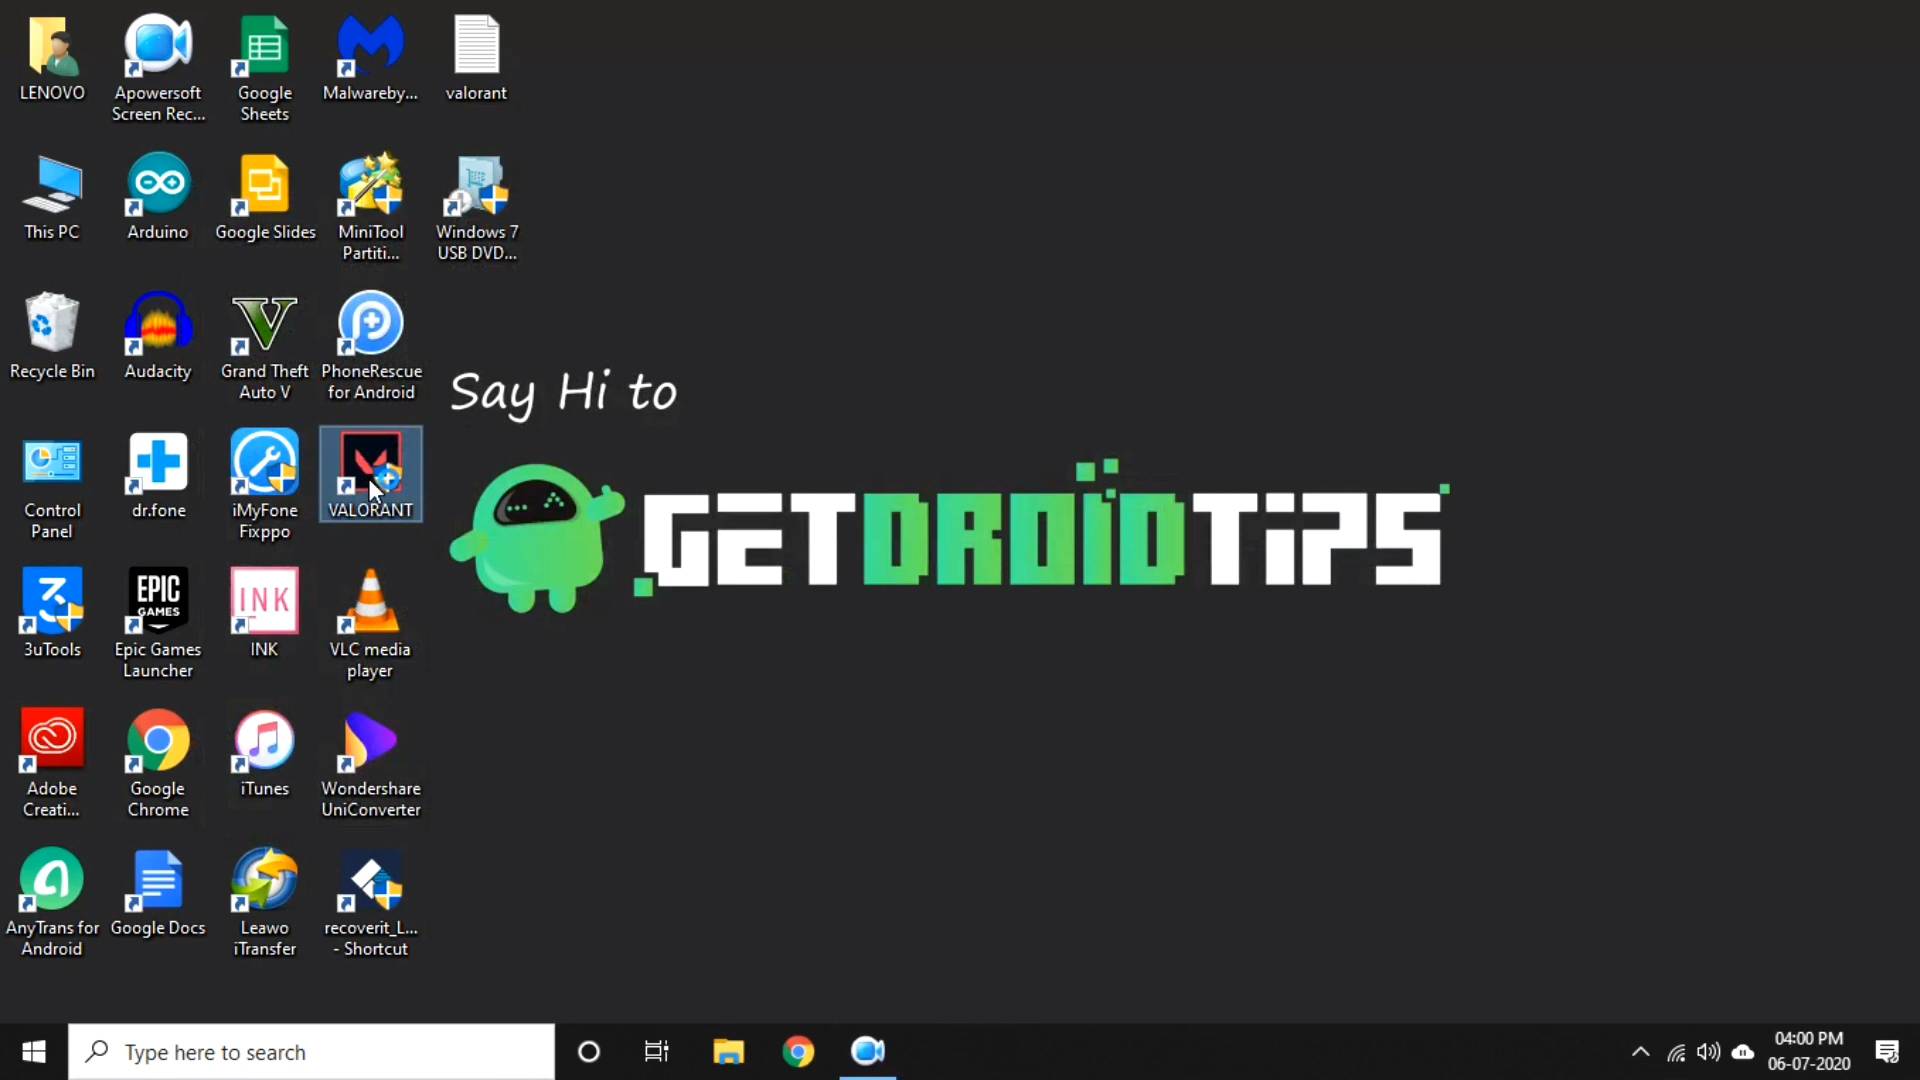 LENOVO
Apowersoft
Screen Rec...
Google
Sheets
Malwareby...
valorant
This PC
Arduino
Google Slides
MiniTool
Partiti...
Windows 7
USB DVD...
Recycle Bin
Audacity
Grand Theft
Auto V
PhoneRescue
for Android
Say Hi to
GETDROIDTIPS
Control
Panel
dr.fone
iMyFone
Fixppo
VALORANT
3uTools
EPIC
GAMES
Epic Games
Launcher
INK
INK
VLC media
player
Adobe
Creati...
Google
Chrome
iTunes
Wondershare
UniConverter
AnyTrans for
Android
Google Docs
Leawo
iTransfer
recoverit_L...
- Shortcut
Type here to search
04:00 PM
06-07-2020